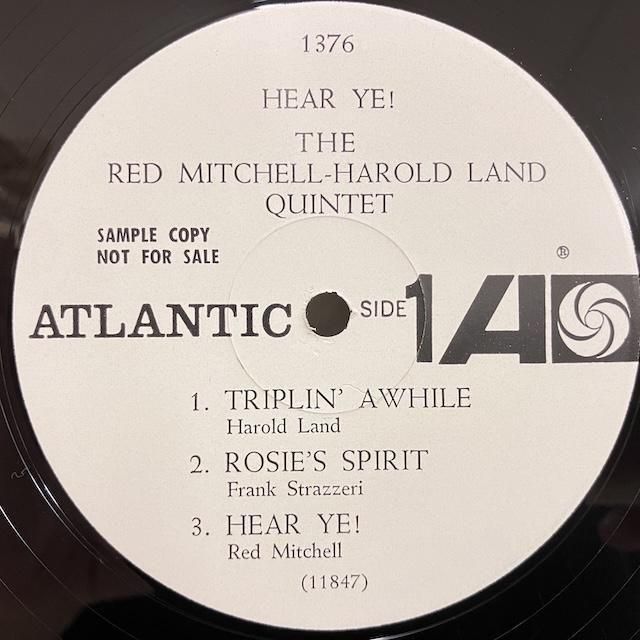 1376
HEAR YE!
THE
RED MITCHELL-HAROLD LAND
QUINTET
SAMPLE COPY
NOT FOR SALE
®
ATLANTIC SIDE 1 A
1. TRIPLIN' AWHILE
Harold Land
2. ROSIE'S SPIRIT
Frank Strazzeri
3. HEAR YE!
Red Mitchell
(11847)